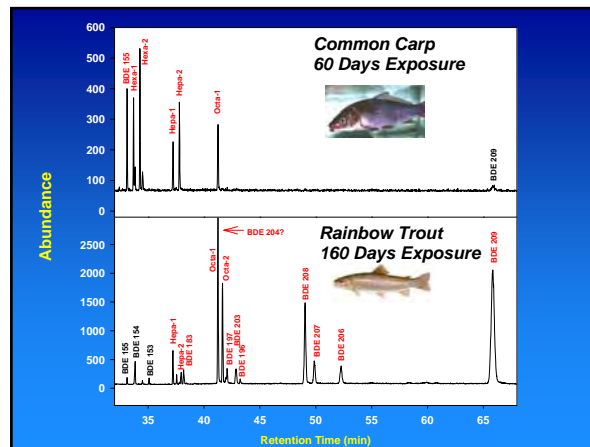 Common Carp
60 Days Exposure
600
500
400
300
200
100
0
BDE 155
Hexa-1
Hexa-2
Hepa-1
Hepa-2
Octa-1
BDE 209
Abundance
Rainbow Trout
160 Days Exposure
2500
2000
1500
1000
500
0
BDE 155
BDE 154
BDE 153
Hepa-1
Hepa-2
BDE 183
Octa-1
Octa-2
BDE 204?
BDE 197
BDE 203
BDE 196
BDE 208
BDE 207
BDE 206
BDE 209
35 40 45 50 55 60 65
Retention Time (min)